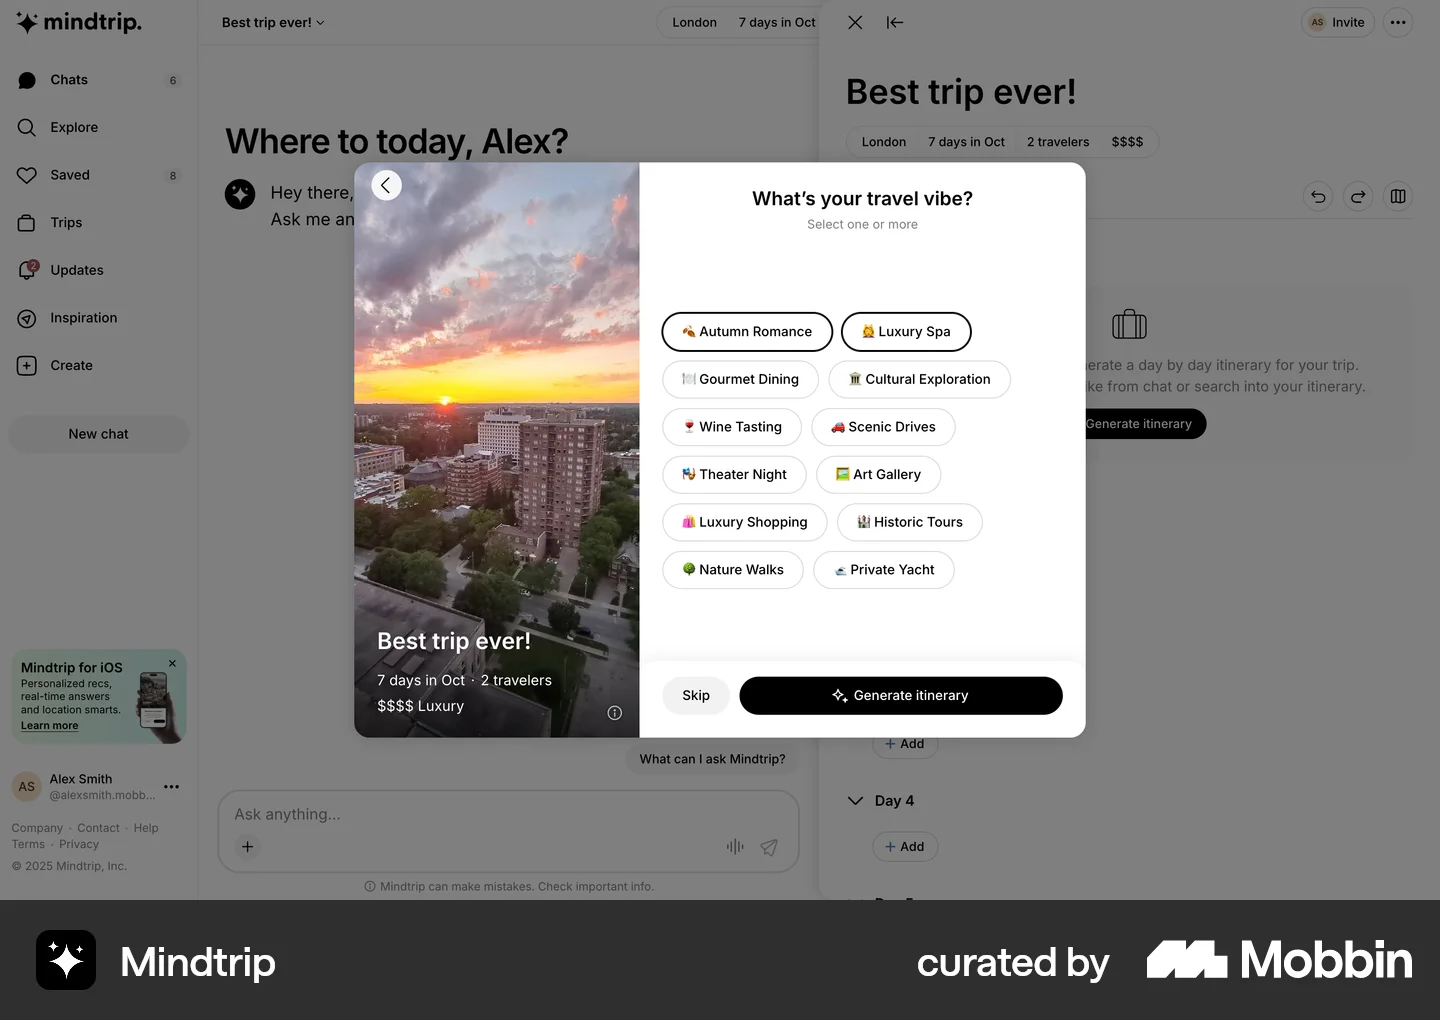 mindtrip.
Chats
6
Explore
Saved
8
Trips
Updates
2
Inspiration
Create
New chat
Mindtrip for iOS
Personalized recs,
real-time answers
and location smarts.
Learn more
AS
Alex Smith
@alexsmith.mobb...
Company · Contact · Help
Terms · Privacy
© 2025 Mindtrip, Inc.
Best trip ever!
London 7 days in Oct
Where to today, Alex?
Hey there,
Ask me an
What can I ask Mindtrip?
Ask anything...
Mindtrip can make mistakes. Check important info.
AS Invite
Best trip ever!
London 7 days in Oct 2 travelers $$$$
erate a day by day itinerary for your trip.
ke from chat or search into your itinerary.
Generate itinerary
+ Add
Day 4
+ Add
Best trip ever!
7 days in Oct · 2 travelers
$$$$ Luxury
What's your travel vibe?
Select one or more
Autumn Romance
Luxury Spa
Gourmet Dining
Cultural Exploration
Wine Tasting
Scenic Drives
Theater Night
Art Gallery
Luxury Shopping
Historic Tours
Nature Walks
Private Yacht
Skip
Generate itinerary
Mindtrip
curated by Mobbin